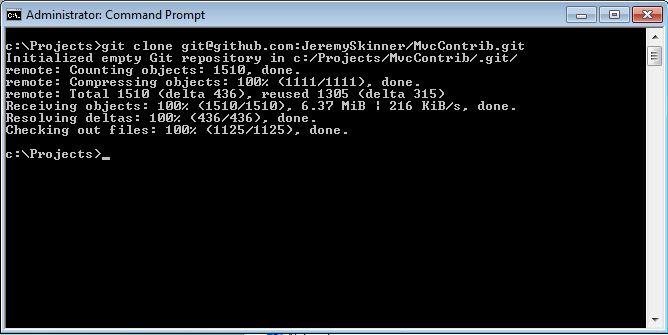 Administrator: Command Prompt
c:\Projects>git clone git@github.com:JeremySkinner/MvcContrib.git
Initialized empty Git repository in c:/Projects/MvcContrib/.git/
remote: Counting objects: 1510, done.
remote: Compressing objects: 100% (1111/1111), done.
remote: Total 1510 (delta 436), reused 1305 (delta 315)
Receiving objects: 100% (1510/1510), 6.37 MiB | 216 KiB/s, done.
Resolving deltas: 100% (436/436), done.
Checking out files: 100% (1125/1125), done.
c:\Projects>_